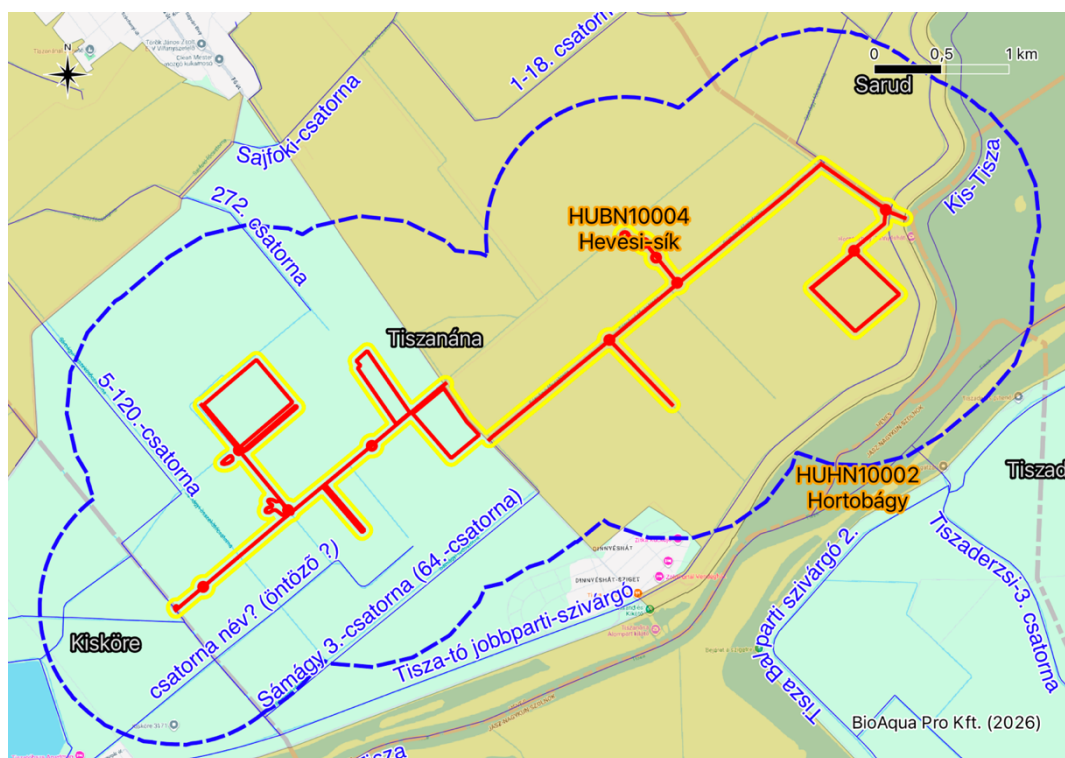 N
0 0,5 1 km
1-18. csatorna
Sarud
Sajfoki-csatorna
Kis-Tisza
272. csatorna
HUBN10004
Hevesi-sík
Tiszanána
5-120.-csatorna
HUHN10002
Hortobágy
Tiszad
DINNYÉSHÁT
DINNYÉSHÁT-SZIGET
csatorna név? (öntöző ?)
Sámágy 3.-csatorna (64.-csatorna)
Tisza-tó jobbparti-szivárgó
Tisza Balparti szivárgó 2.
Tiszaderzsi-3. csatorna
Kisköre
BioAqua Pro Kft. (2026)